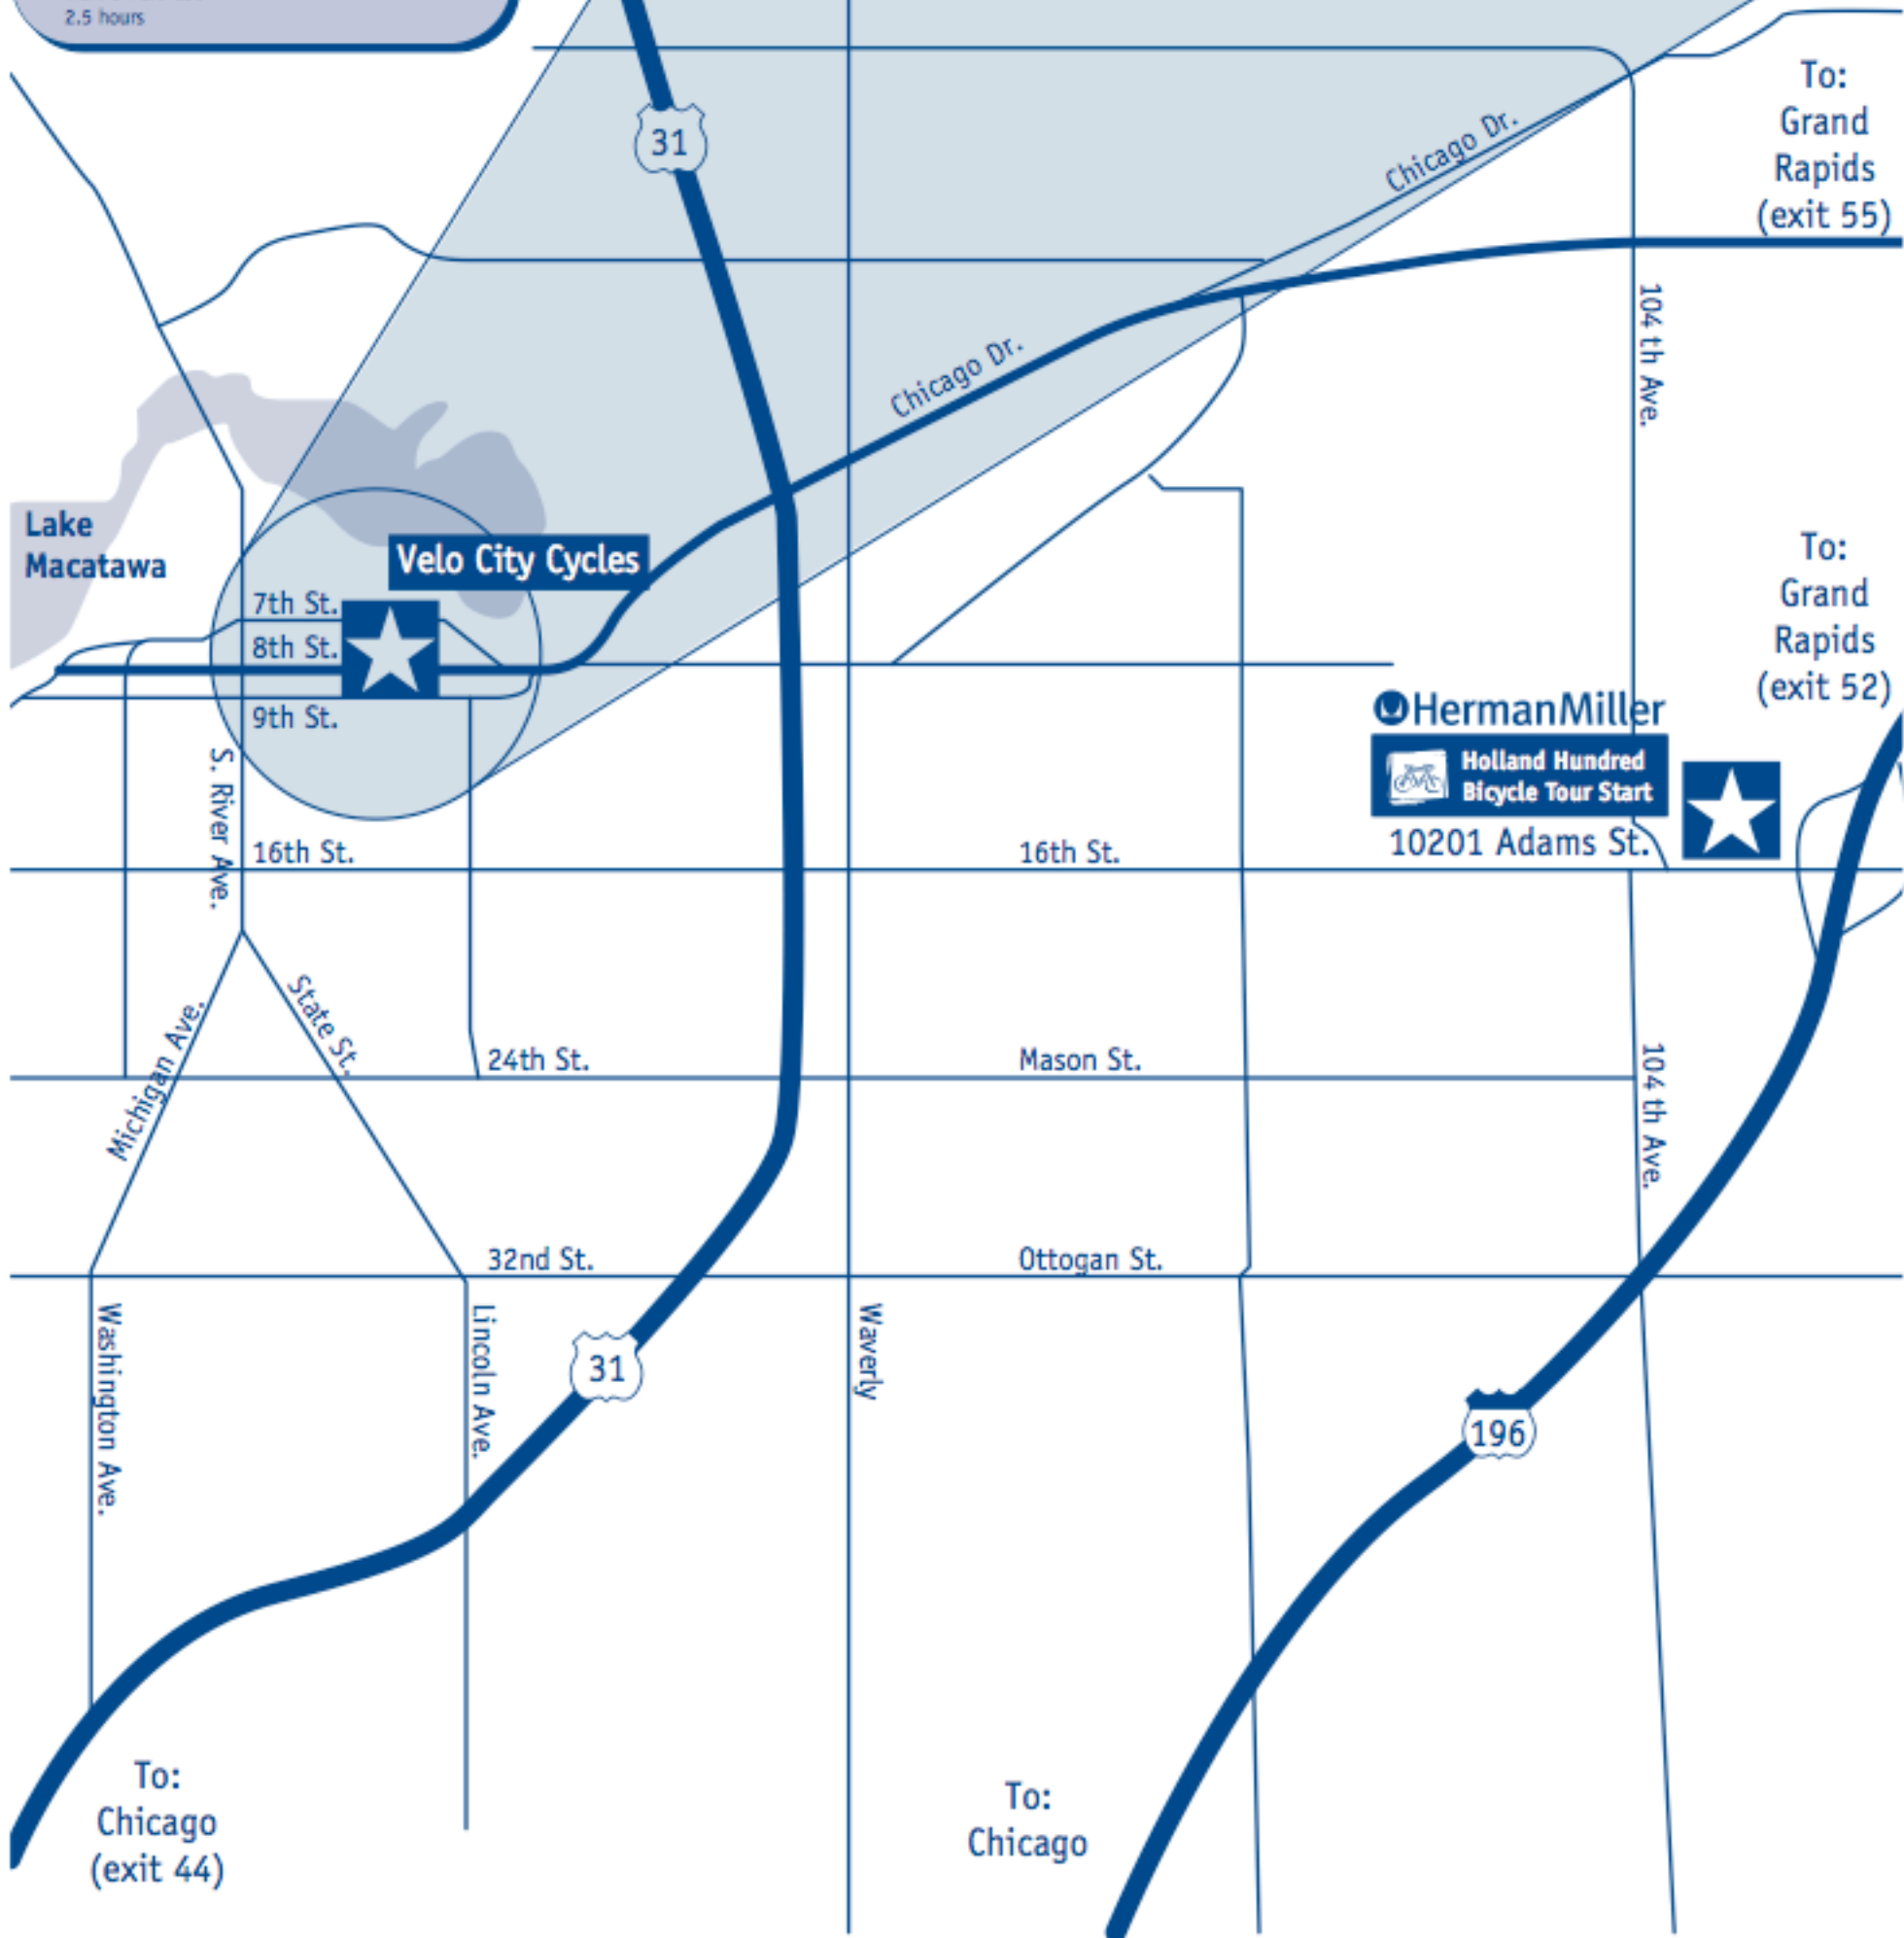 2.5 hours
31
Chicago Dr.
To:
Grand
Rapids
(exit 55)
104 th Ave.
Chicago Dr.
Lake
Macatawa
Velo City Cycles
7th St.
8th St.
9th St.
S. River Ave.
To:
Grand
Rapids
(exit 52)
HermanMiller
Holland Hundred
Bicycle Tour Start
10201 Adams St.
16th St.
16th St.
Michigan Ave.
State St.
24th St.
Mason St.
104 th Ave.
32nd St.
Ottogan St.
Washington Ave.
Lincoln Ave.
31
Waverly
196
To:
Chicago
(exit 44)
To:
Chicago